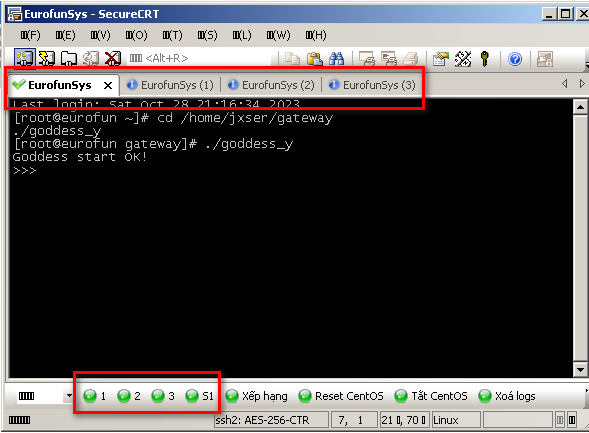 EurofunSys - SecureCRT
(F) (E) (V) (O) (T) (S) (L) (W) (H)
<Alt+R>
EurofunSys EurofunSys (1) EurofunSys (2) EurofunSys (3)
Last login: Sat Oct 28 21:16:34 2023
[root@eurofun ~]# cd /home/jxser/gateway
./goddess_y
[root@eurofun gateway]# ./goddess_y
Goddess start OK!
>>>
1 2 3 S1 Xếp hạng Reset CentOS Tắt CentOS Xoá logs
ssh2: AES-256-CTR 7, 1 21 , 70 Linux